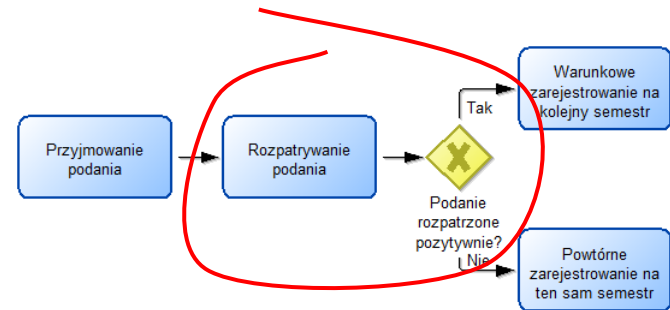 Przyjmowanie
podania
Rozpatrywanie
podania
Tak
Podanie
rozpatrzone
pozytywnie?
Nie
Warunkowe
zarejestrowanie na
kolejny semestr
Powtórne
zarejestrowanie na
ten sam semestr